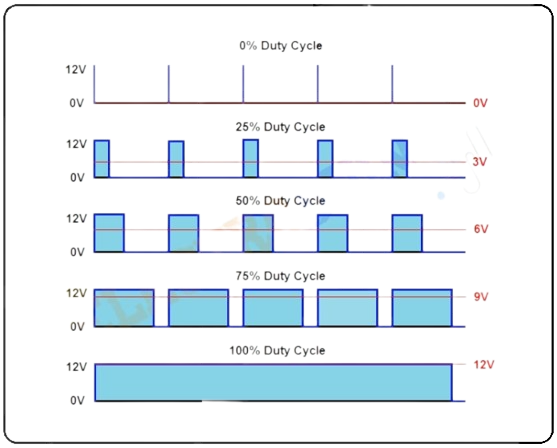 0% Duty Cycle
12V
0V 0V
25% Duty Cycle
12V
3V
0V
50% Duty Cycle
12V
6V
0V
75% Duty Cycle
12V 9V
0V
100% Duty Cycle
12V 12V
0V